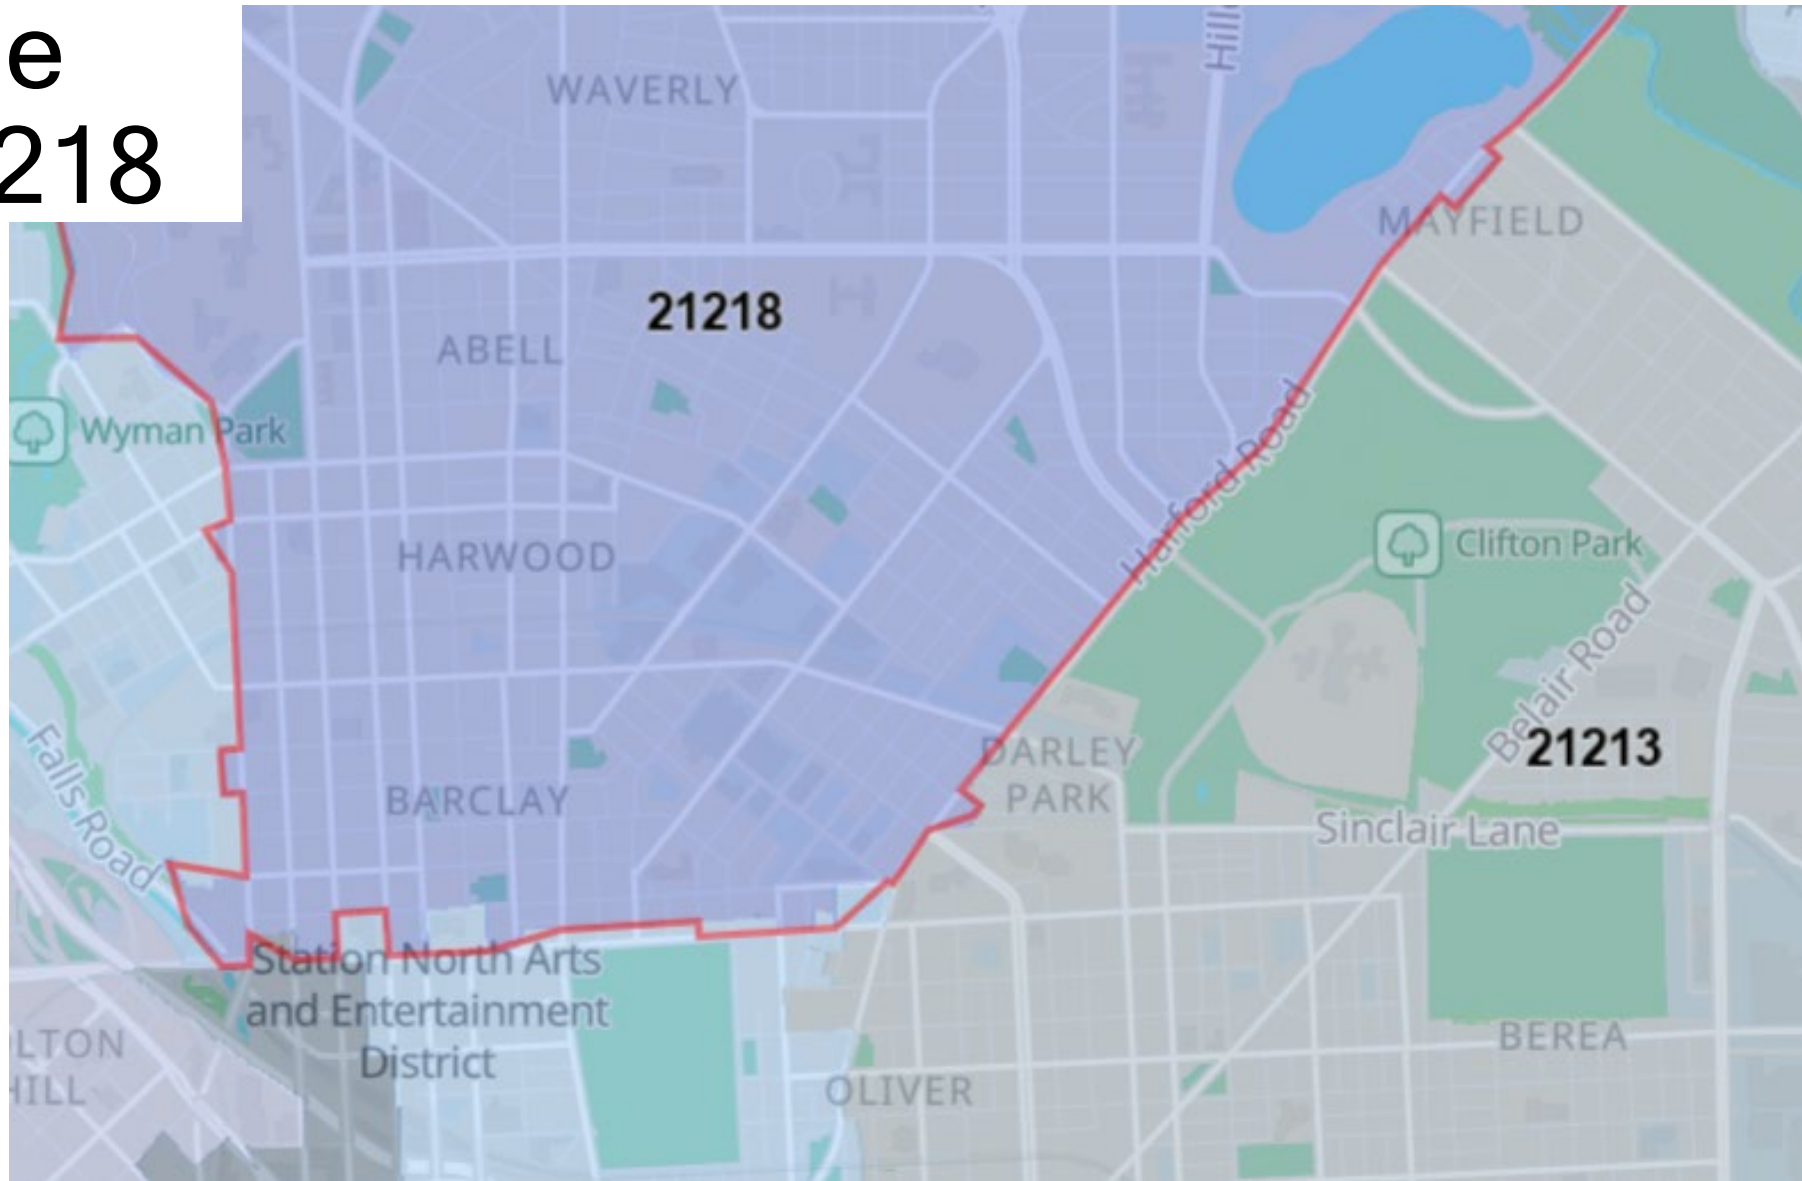 e
218
Hill
WAVERLY
MAYFIELD
21218
ABELL
Wyman Park
Harford Road
Clifton Park
HARWOOD
Belair Road
21213
Falls Road
DARLEY
PARK
BARCLAY
Sinclair Lane
Station North Arts
and Entertainment
District
LTON
HILL
BEREA
OLIVER